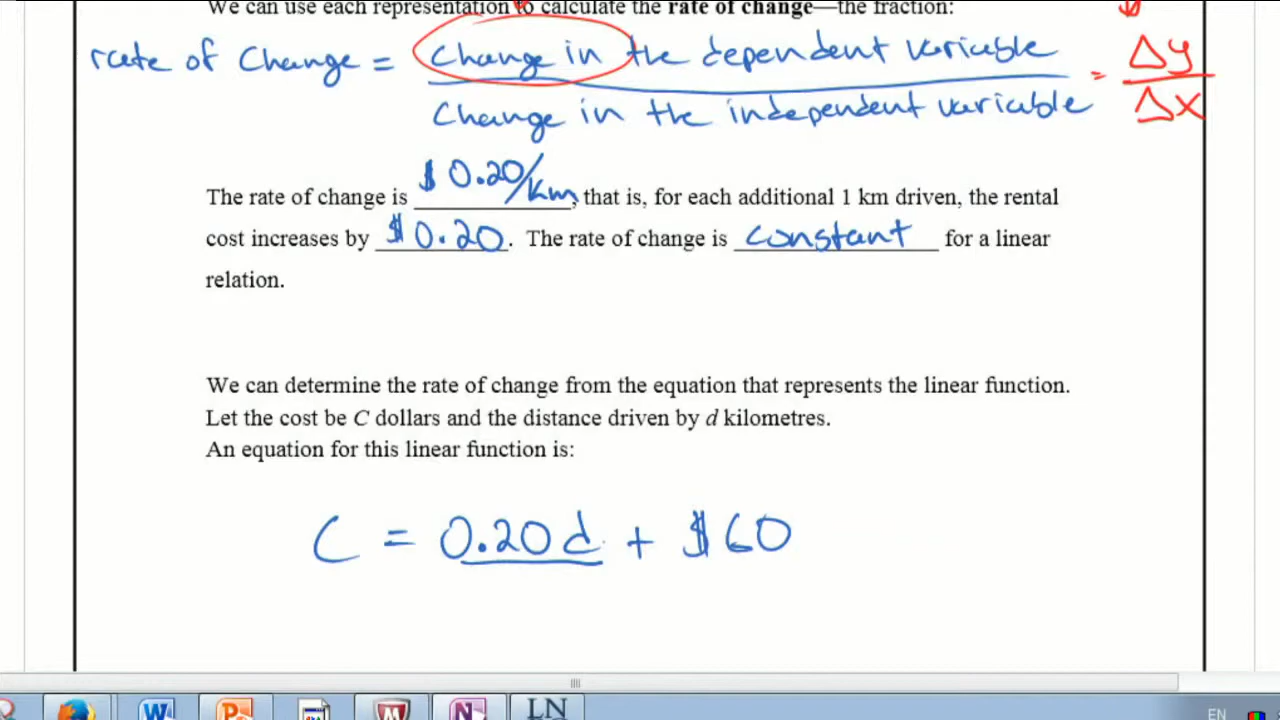 We can use each representation to calculate the rate of change—the fraction:
rate of Change = Change in the dependent variable = Δy
Change in the independent variable Δx
The rate of change is $0.20/km, that is, for each additional 1 km driven, the rental
cost increases by $0.20. The rate of change is constant for a linear
relation.
We can determine the rate of change from the equation that represents the linear function.
Let the cost be C dollars and the distance driven by d kilometres.
An equation for this linear function is:
C = 0.20d + $60
LN
EN